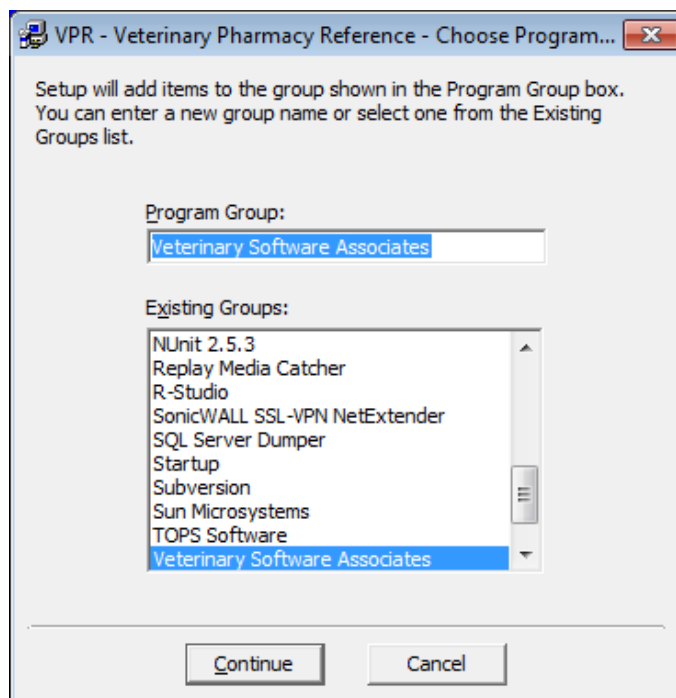 VPR - Veterinary Pharmacy Reference - Choose Program...
Setup will add items to the group shown in the Program Group box.
You can enter a new group name or select one from the Existing
Groups list.
Program Group:
Veterinary Software Associates
Existing Groups:
NUnit 2.5.3
Replay Media Catcher
R-Studio
SonicWALL SSL-VPN NetExtender
SQL Server Dumper
Startup
Subversion
Sun Microsystems
TOPS Software
Veterinary Software Associates
Continue
Cancel